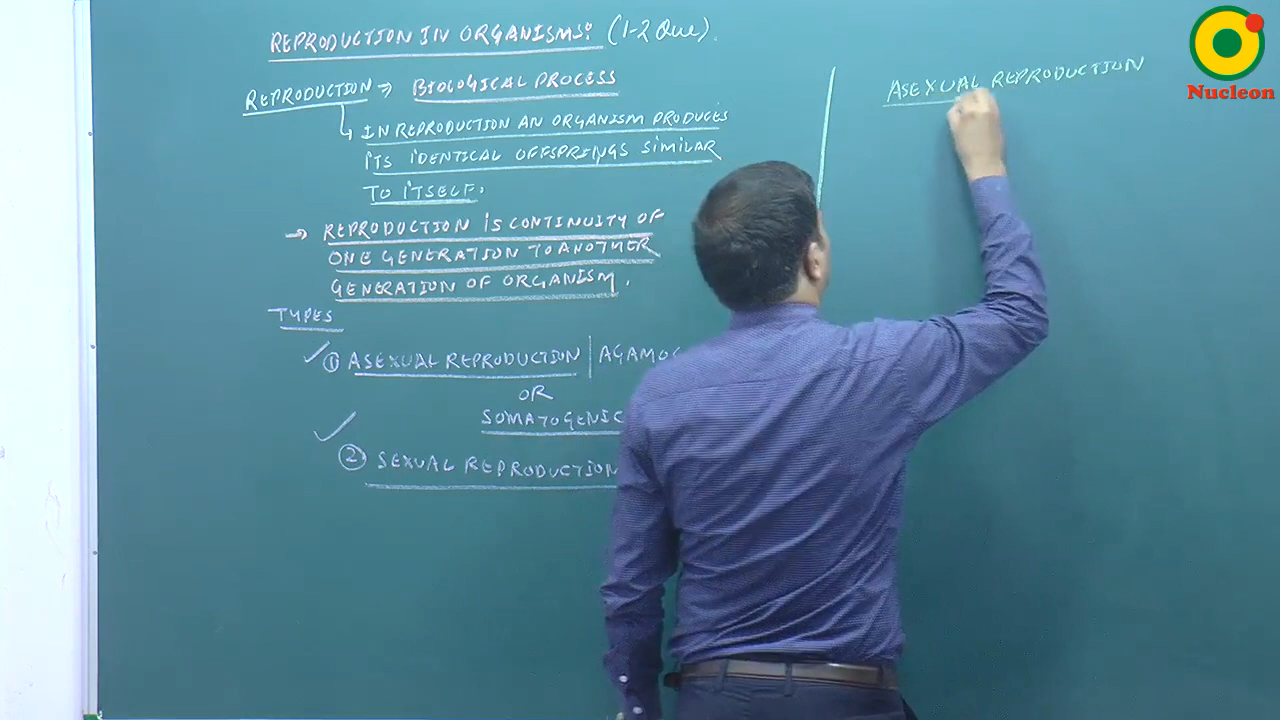 REPRODUCTION IN ORGANISMS: (1-2 Que).
REPRODUCTION ⇒ BIOLOGICAL PROCESS
IN REPRODUCTION AN ORGANISM PRODUCES
ITS IDENTICAL OFFSPRINGS SIMILAR
TO ITSELF.
→ REPRODUCTION IS CONTINUITY OF
ONE GENERATION TO ANOTHER
GENERATION OF ORGANISM.
TYPES
① ASEXUAL REPRODUCTION
OR
② SEXUAL REPRODUCTION
ASEXUAL REPRODUCTION
Nucleon